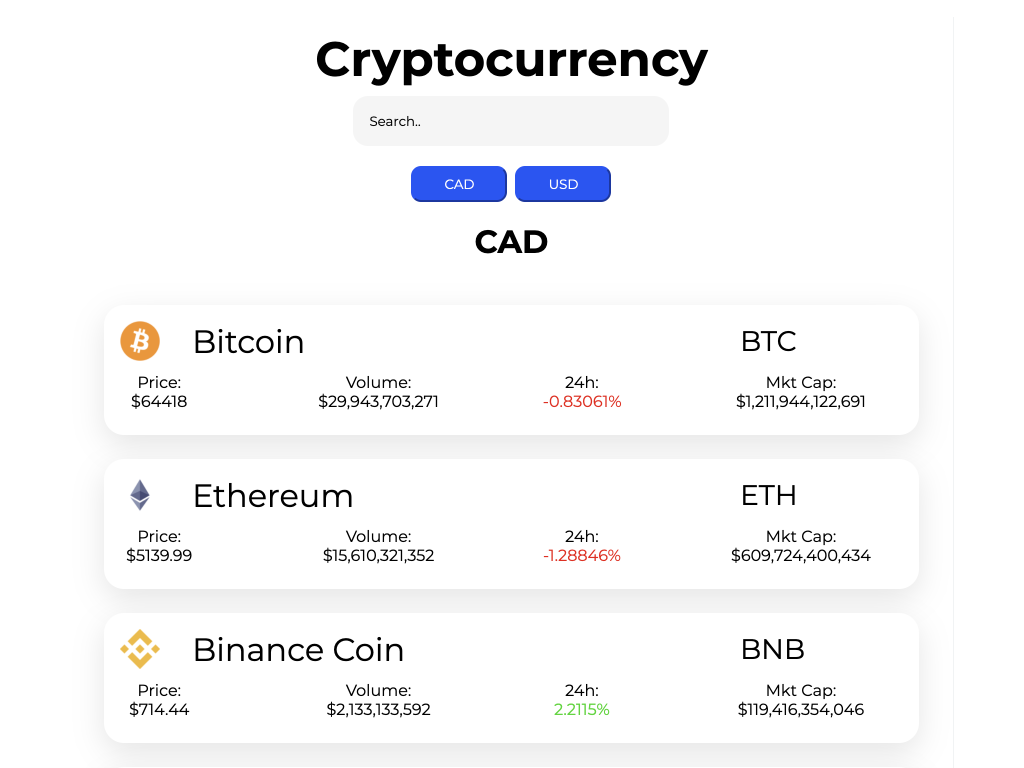 Cryptocurrency
Search..
CAD USD
CAD
Bitcoin BTC
Price: Volume: 24h: Mkt Cap:
$64418 $29,943,703,271 -0.83061% $1,211,944,122,691
Ethereum ETH
Price: Volume: 24h: Mkt Cap:
$5139.99 $15,610,321,352 -1.28846% $609,724,400,434
Binance Coin BNB
Price: Volume: 24h: Mkt Cap:
$714.44 $2,133,133,592 2.2115% $119,416,354,046